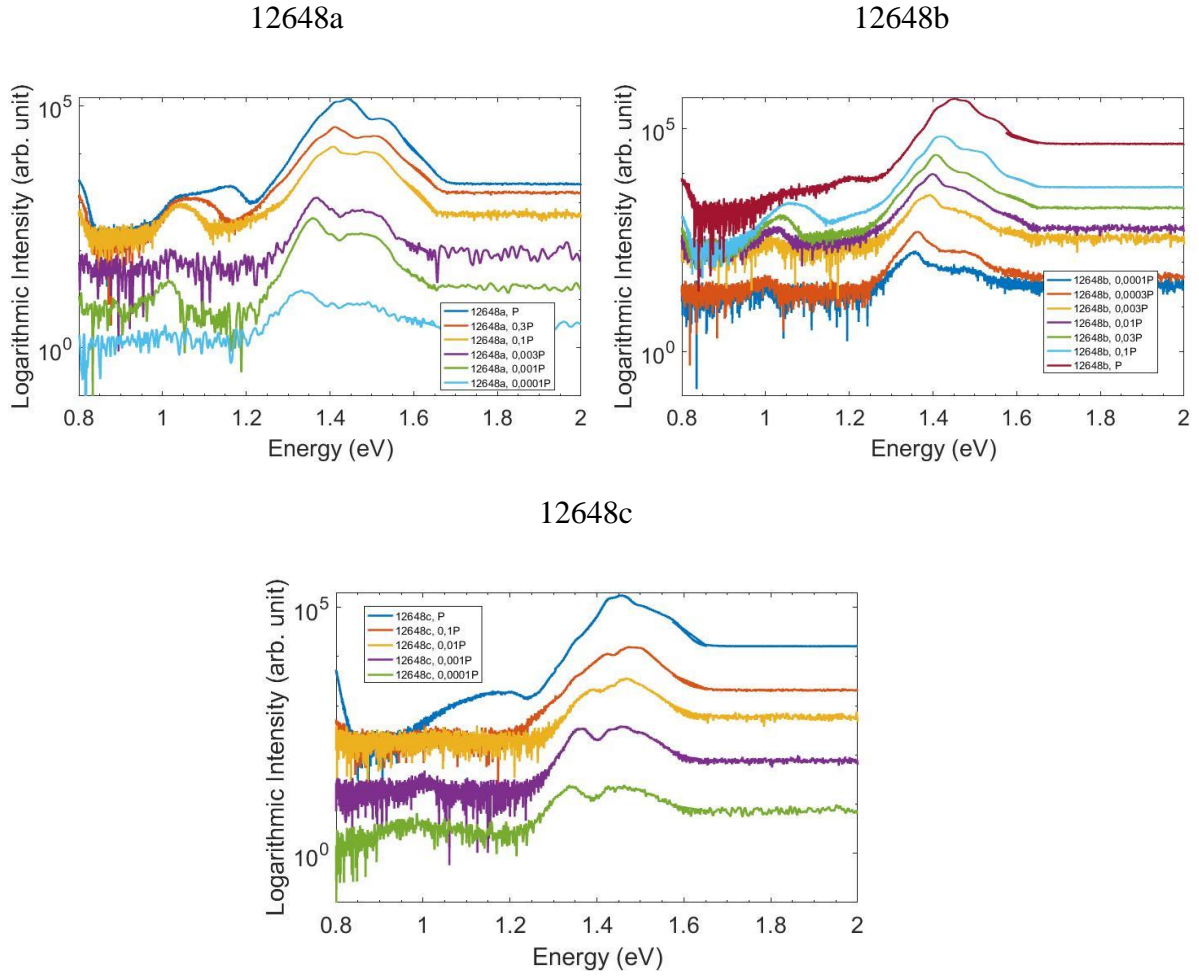 12648a
12648b
Logarithmic Intensity (arb. unit)
10^5
10^0
12648a, P
12648a, 0,3P
12648a, 0,1P
12648a, 0,003P
12648a, 0,001P
12648a, 0,0001P
0.8 1 1.2 1.4 1.6 1.8 2
Energy (eV)
Logarithmic Intensity (arb. unit)
10^5
10^0
12648b, 0,0001P
12648b, 0,0003P
12648b, 0,003P
12648b, 0,01P
12648b, 0,03P
12648b, 0,1P
12648b, P
0.8 1 1.2 1.4 1.6 1.8 2
Energy (eV)
12648c
Logarithmic Intensity (arb. unit)
10^5
10^0
12648c, P
12648c, 0,1P
12648c, 0,01P
12648c, 0,001P
12648c, 0,0001P
0.8 1 1.2 1.4 1.6 1.8 2
Energy (eV)